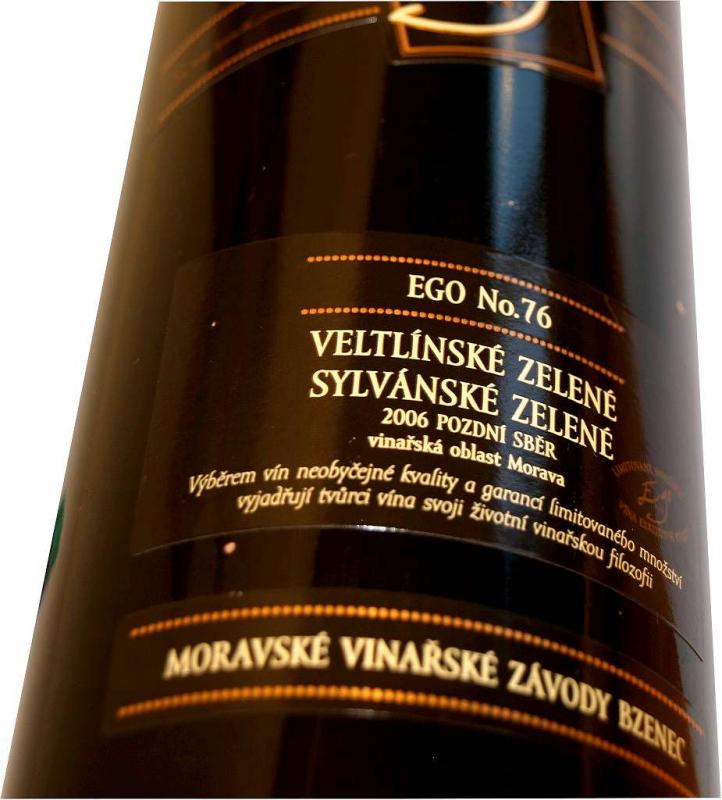 EGO No.76
VELTLÍNSKÉ ZELENÉ
SYLVÁNSKÉ ZELENÉ
2006 POZDNÍ SBĚR
vinařská oblast Morava
Výběrem vín neobyčejné kvality a garancí limitovaného množství
vyjadřují tvůrci vína svoji životní vinařskou filozofii
Ego
MORAVSKÉ VINAŘSKÉ ZÁVODY BZENEC